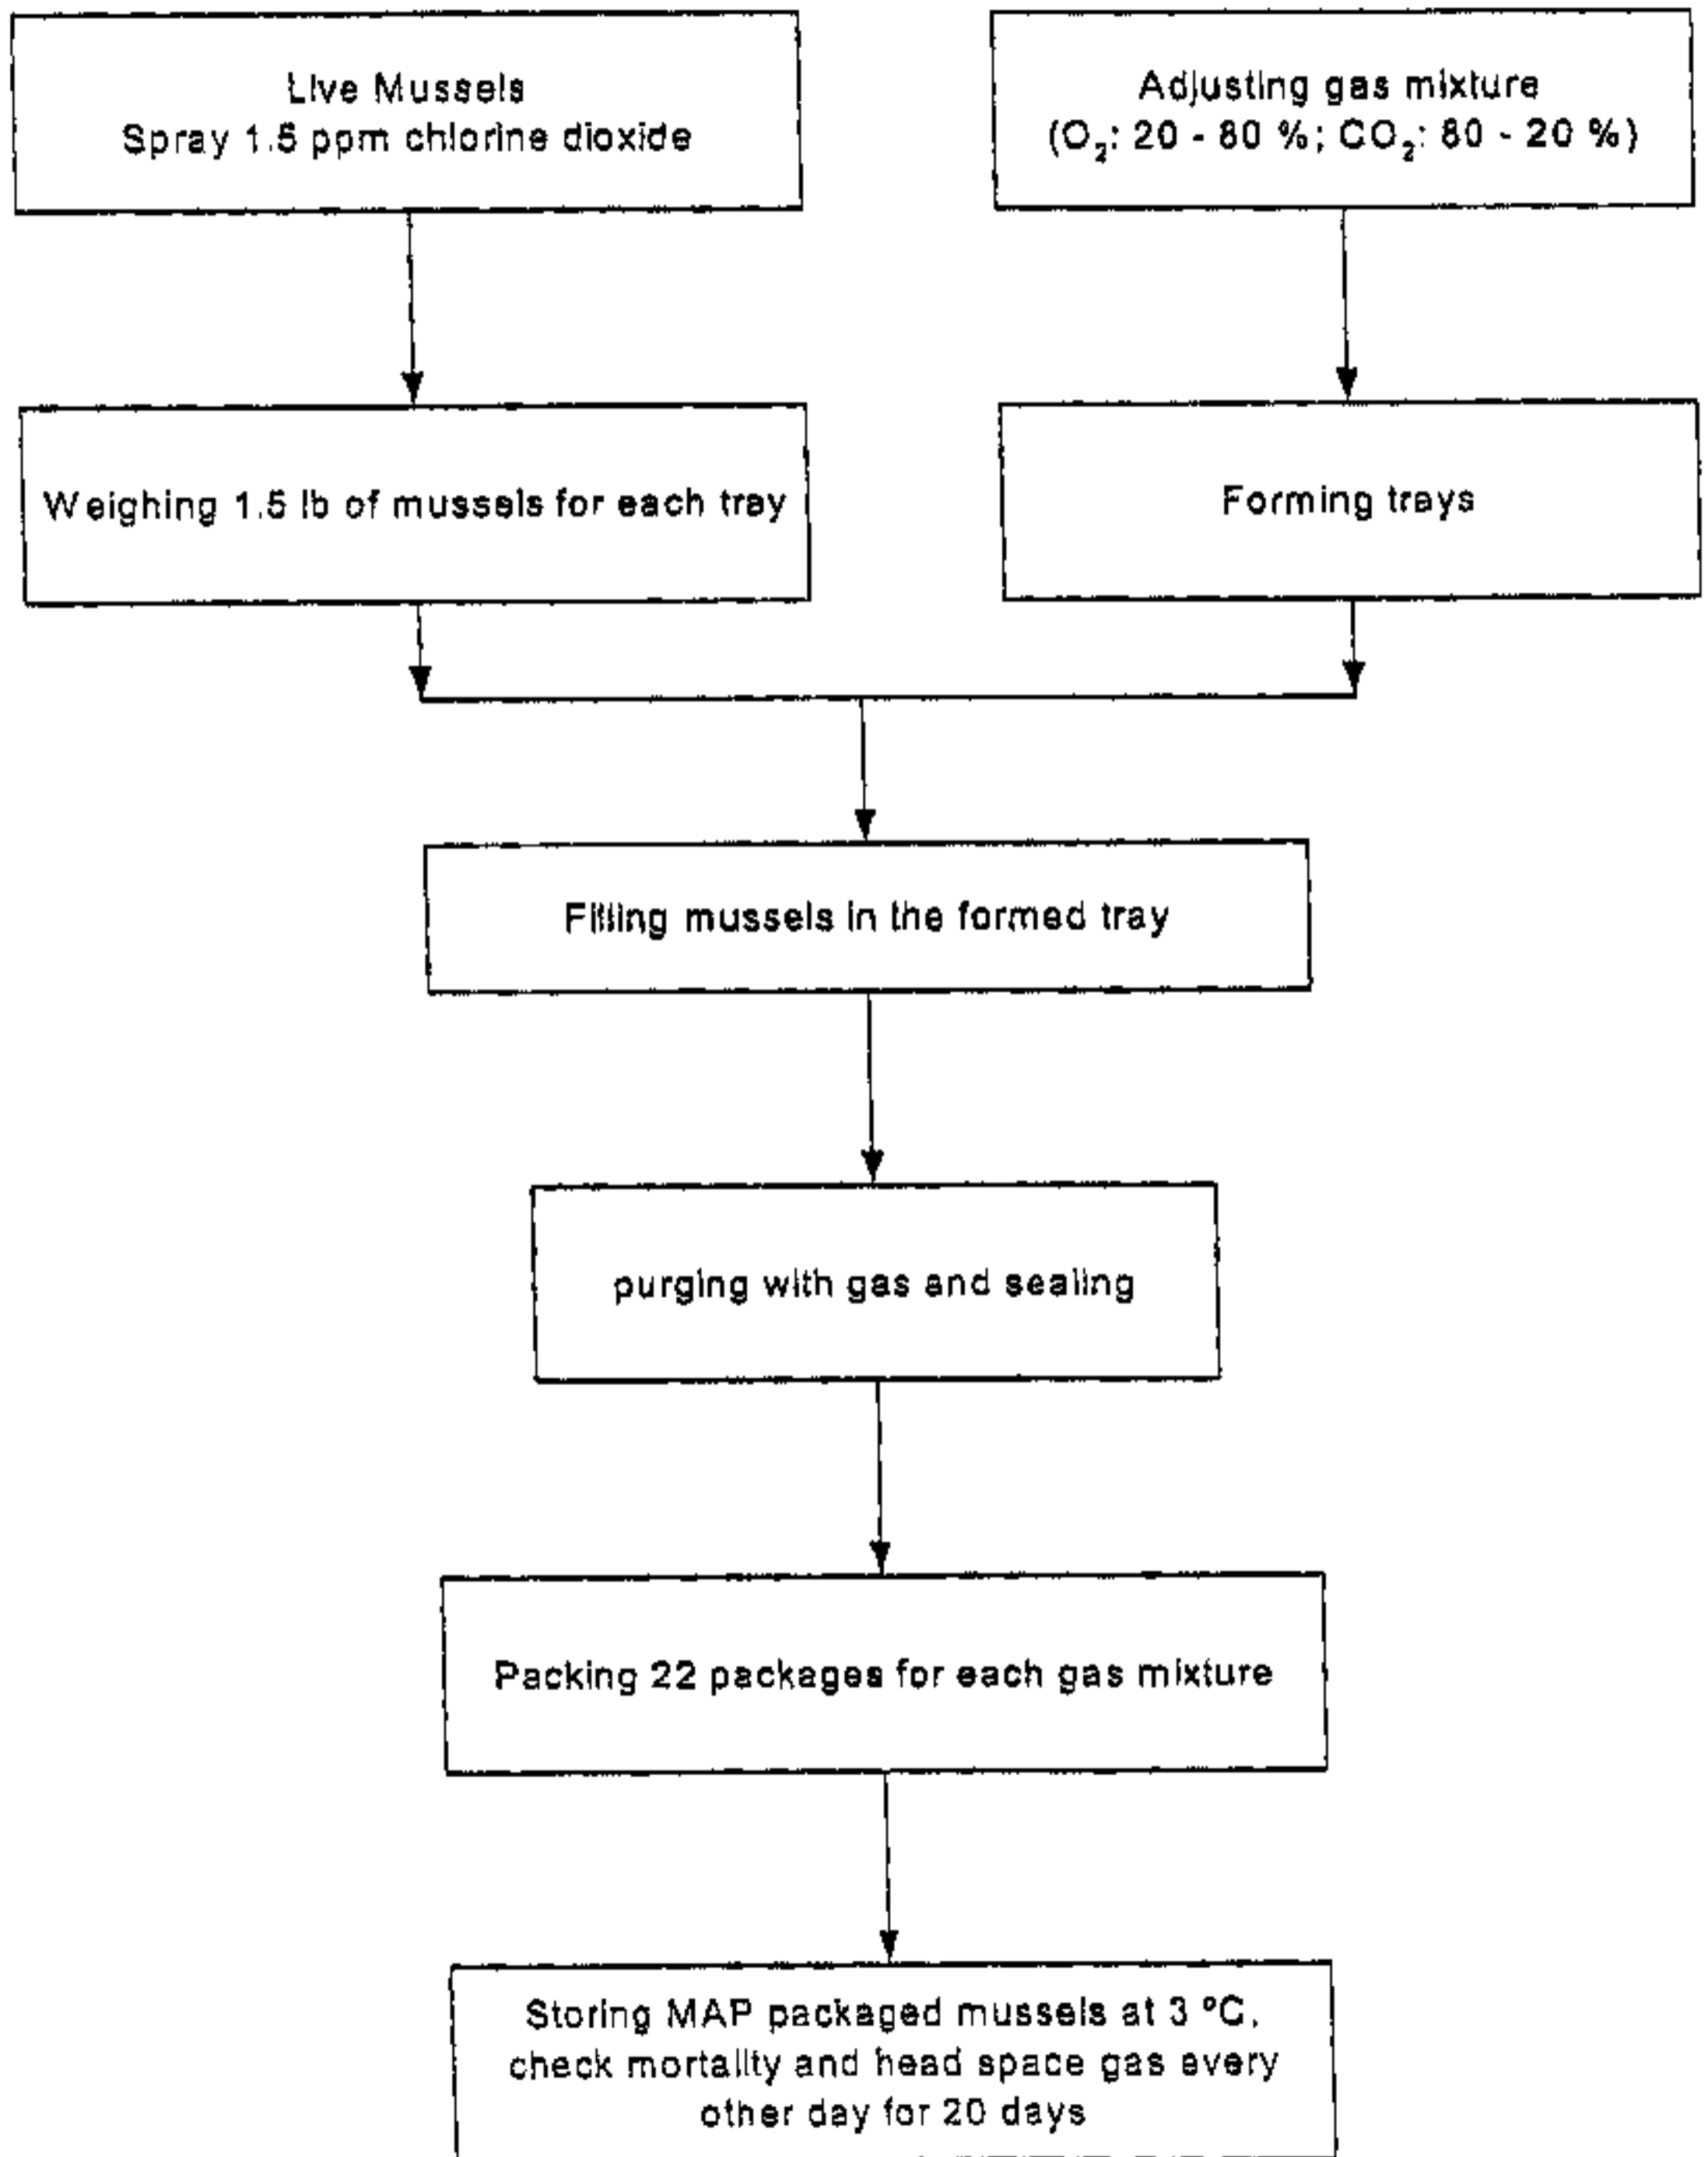 Live Mussels
Spray 1.5 ppm chlorine dioxide
Adjusting gas mixture
(O₂: 20 - 80 %; CO₂: 80 - 20 %)
Weighing 1.5 lb of mussels for each tray
Forming trays
Filling mussels in the formed tray
purging with gas and sealing
Packing 22 packages for each gas mixture
Storing MAP packaged mussels at 3 ºC,
check mortality and head space gas every
other day for 20 days